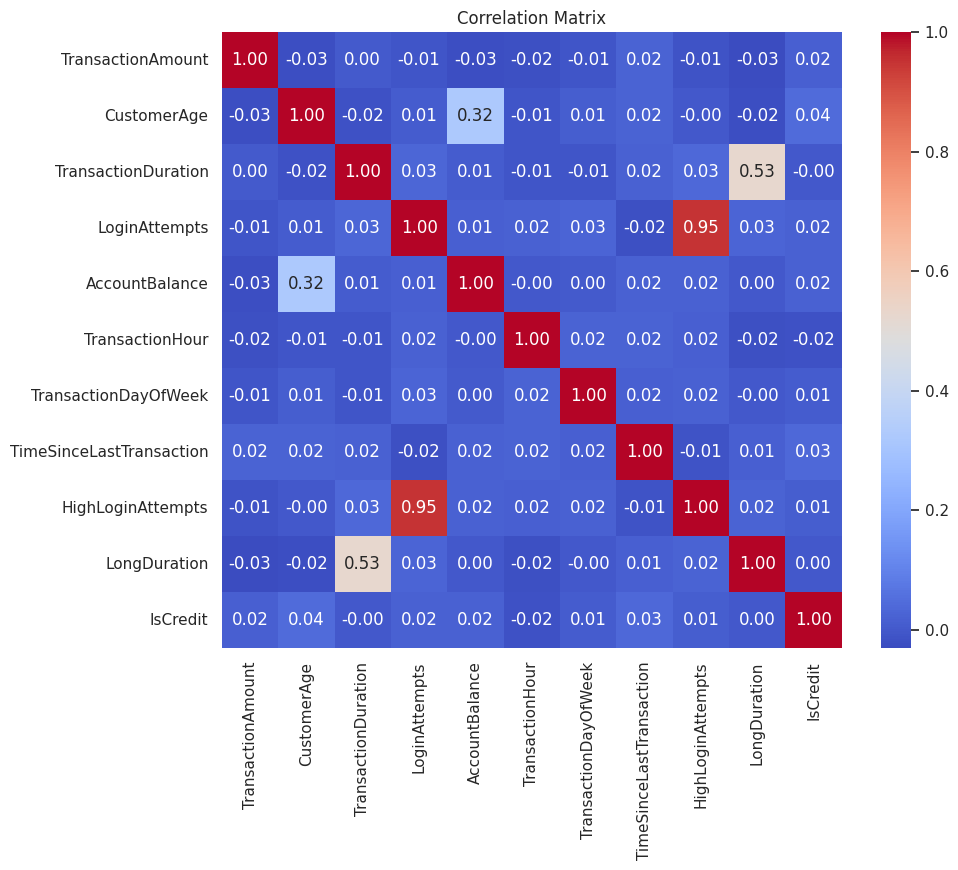 Correlation Matrix
TransactionAmount 1.00 -0.03 0.00 -0.01 -0.03 -0.02 -0.01 0.02 -0.01 -0.03 0.02
CustomerAge -0.03 1.00 -0.02 0.01 0.32 -0.01 0.01 0.02 -0.00 -0.02 0.04
TransactionDuration 0.00 -0.02 1.00 0.03 0.01 -0.01 -0.01 0.02 0.03 0.53 -0.00
LoginAttempts -0.01 0.01 0.03 1.00 0.01 0.02 0.03 -0.02 0.95 0.03 0.02
AccountBalance -0.03 0.32 0.01 0.01 1.00 -0.00 0.00 0.02 0.02 0.00 0.02
TransactionHour -0.02 -0.01 -0.01 0.02 -0.00 1.00 0.02 0.02 0.02 -0.02 -0.02
TransactionDayOfWeek -0.01 0.01 -0.01 0.03 0.00 0.02 1.00 0.02 0.02 -0.00 0.01
TimeSinceLastTransaction 0.02 0.02 0.02 -0.02 0.02 0.02 0.02 1.00 -0.01 0.01 0.03
HighLoginAttempts -0.01 -0.00 0.03 0.95 0.02 0.02 0.02 -0.01 1.00 0.02 0.01
LongDuration -0.03 -0.02 0.53 0.03 0.00 -0.02 -0.00 0.01 0.02 1.00 0.00
IsCredit 0.02 0.04 -0.00 0.02 0.02 -0.02 0.01 0.03 0.01 0.00 1.00
TransactionAmount
CustomerAge
TransactionDuration
LoginAttempts
AccountBalance
TransactionHour
TransactionDayOfWeek
TimeSinceLastTransaction
HighLoginAttempts
LongDuration
IsCredit
1.0
0.8
0.6
0.4
0.2
0.0